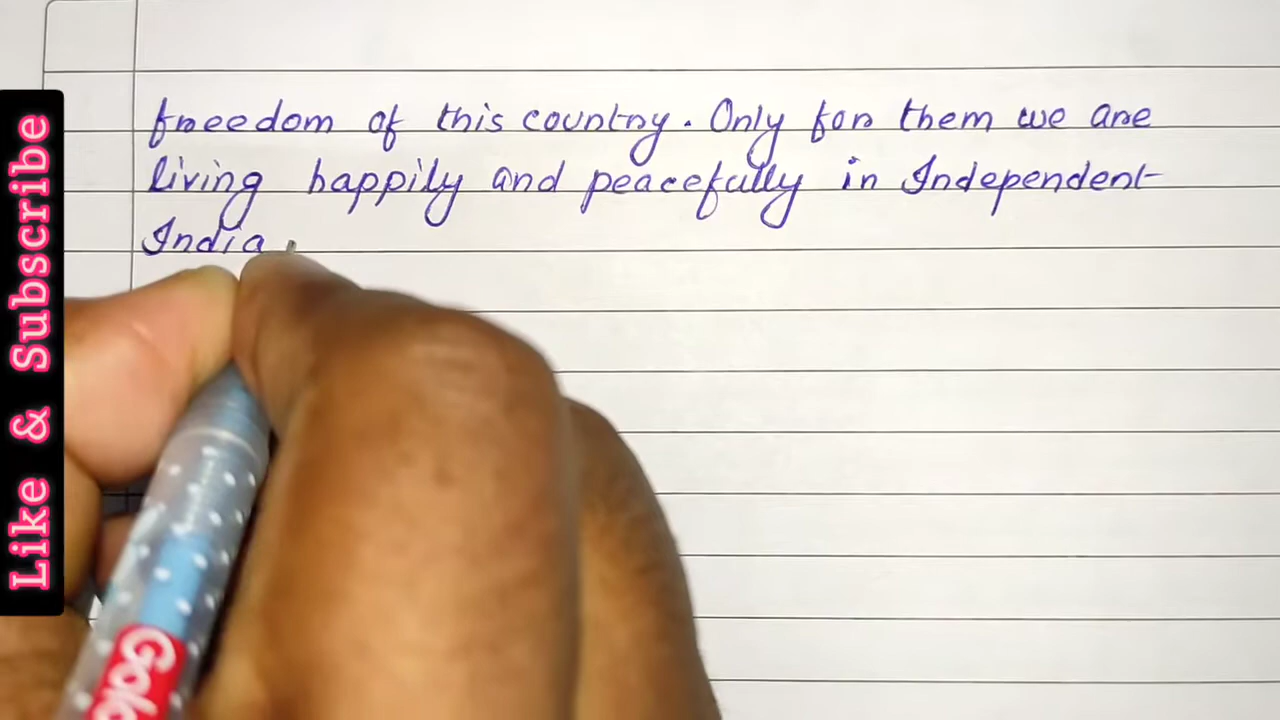 freedom of this country. Only for them we are
living happily and peacefully in Independent
India.
Like & Subscribe